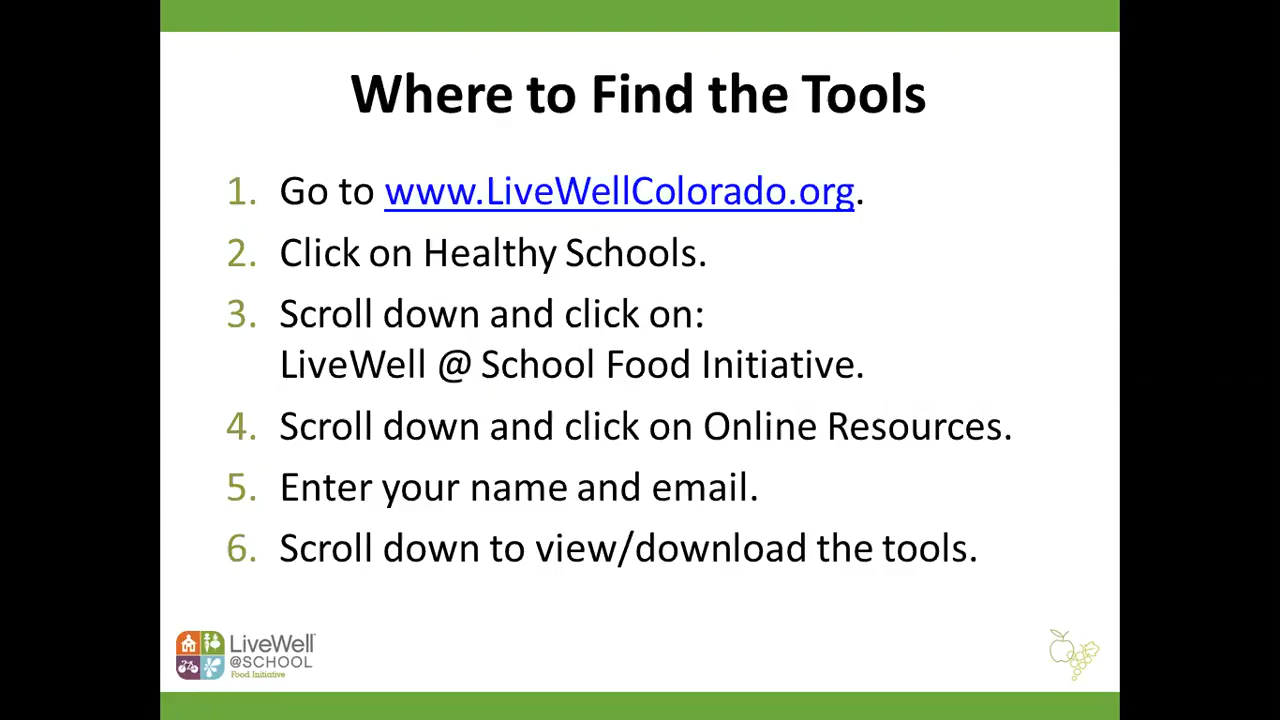 Where to Find the Tools
1. Go to www.LiveWellColorado.org.
2. Click on Healthy Schools.
3. Scroll down and click on:
LiveWell @ School Food Initiative.
4. Scroll down and click on Online Resources.
5. Enter your name and email.
6. Scroll down to view/download the tools.
LiveWell
@SCHOOL
Food Initiative